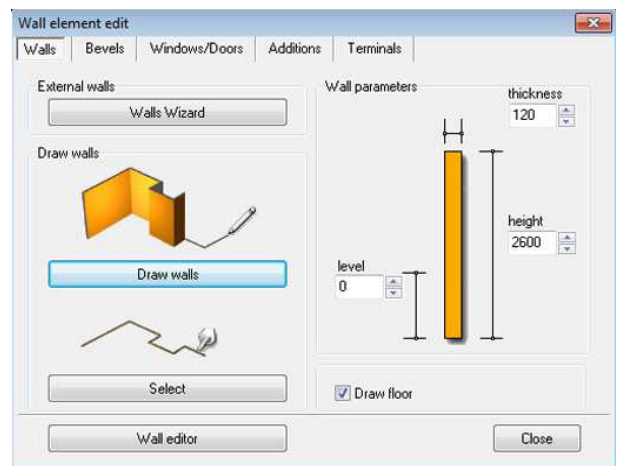 Wall element edit
Walls Bevels Windows/Doors Additions Terminals
External walls
Walls Wizard
Draw walls
Draw walls
Select
Wall editor
Wall parameters
thickness
120
height
2600
level
0
Draw floor
Close